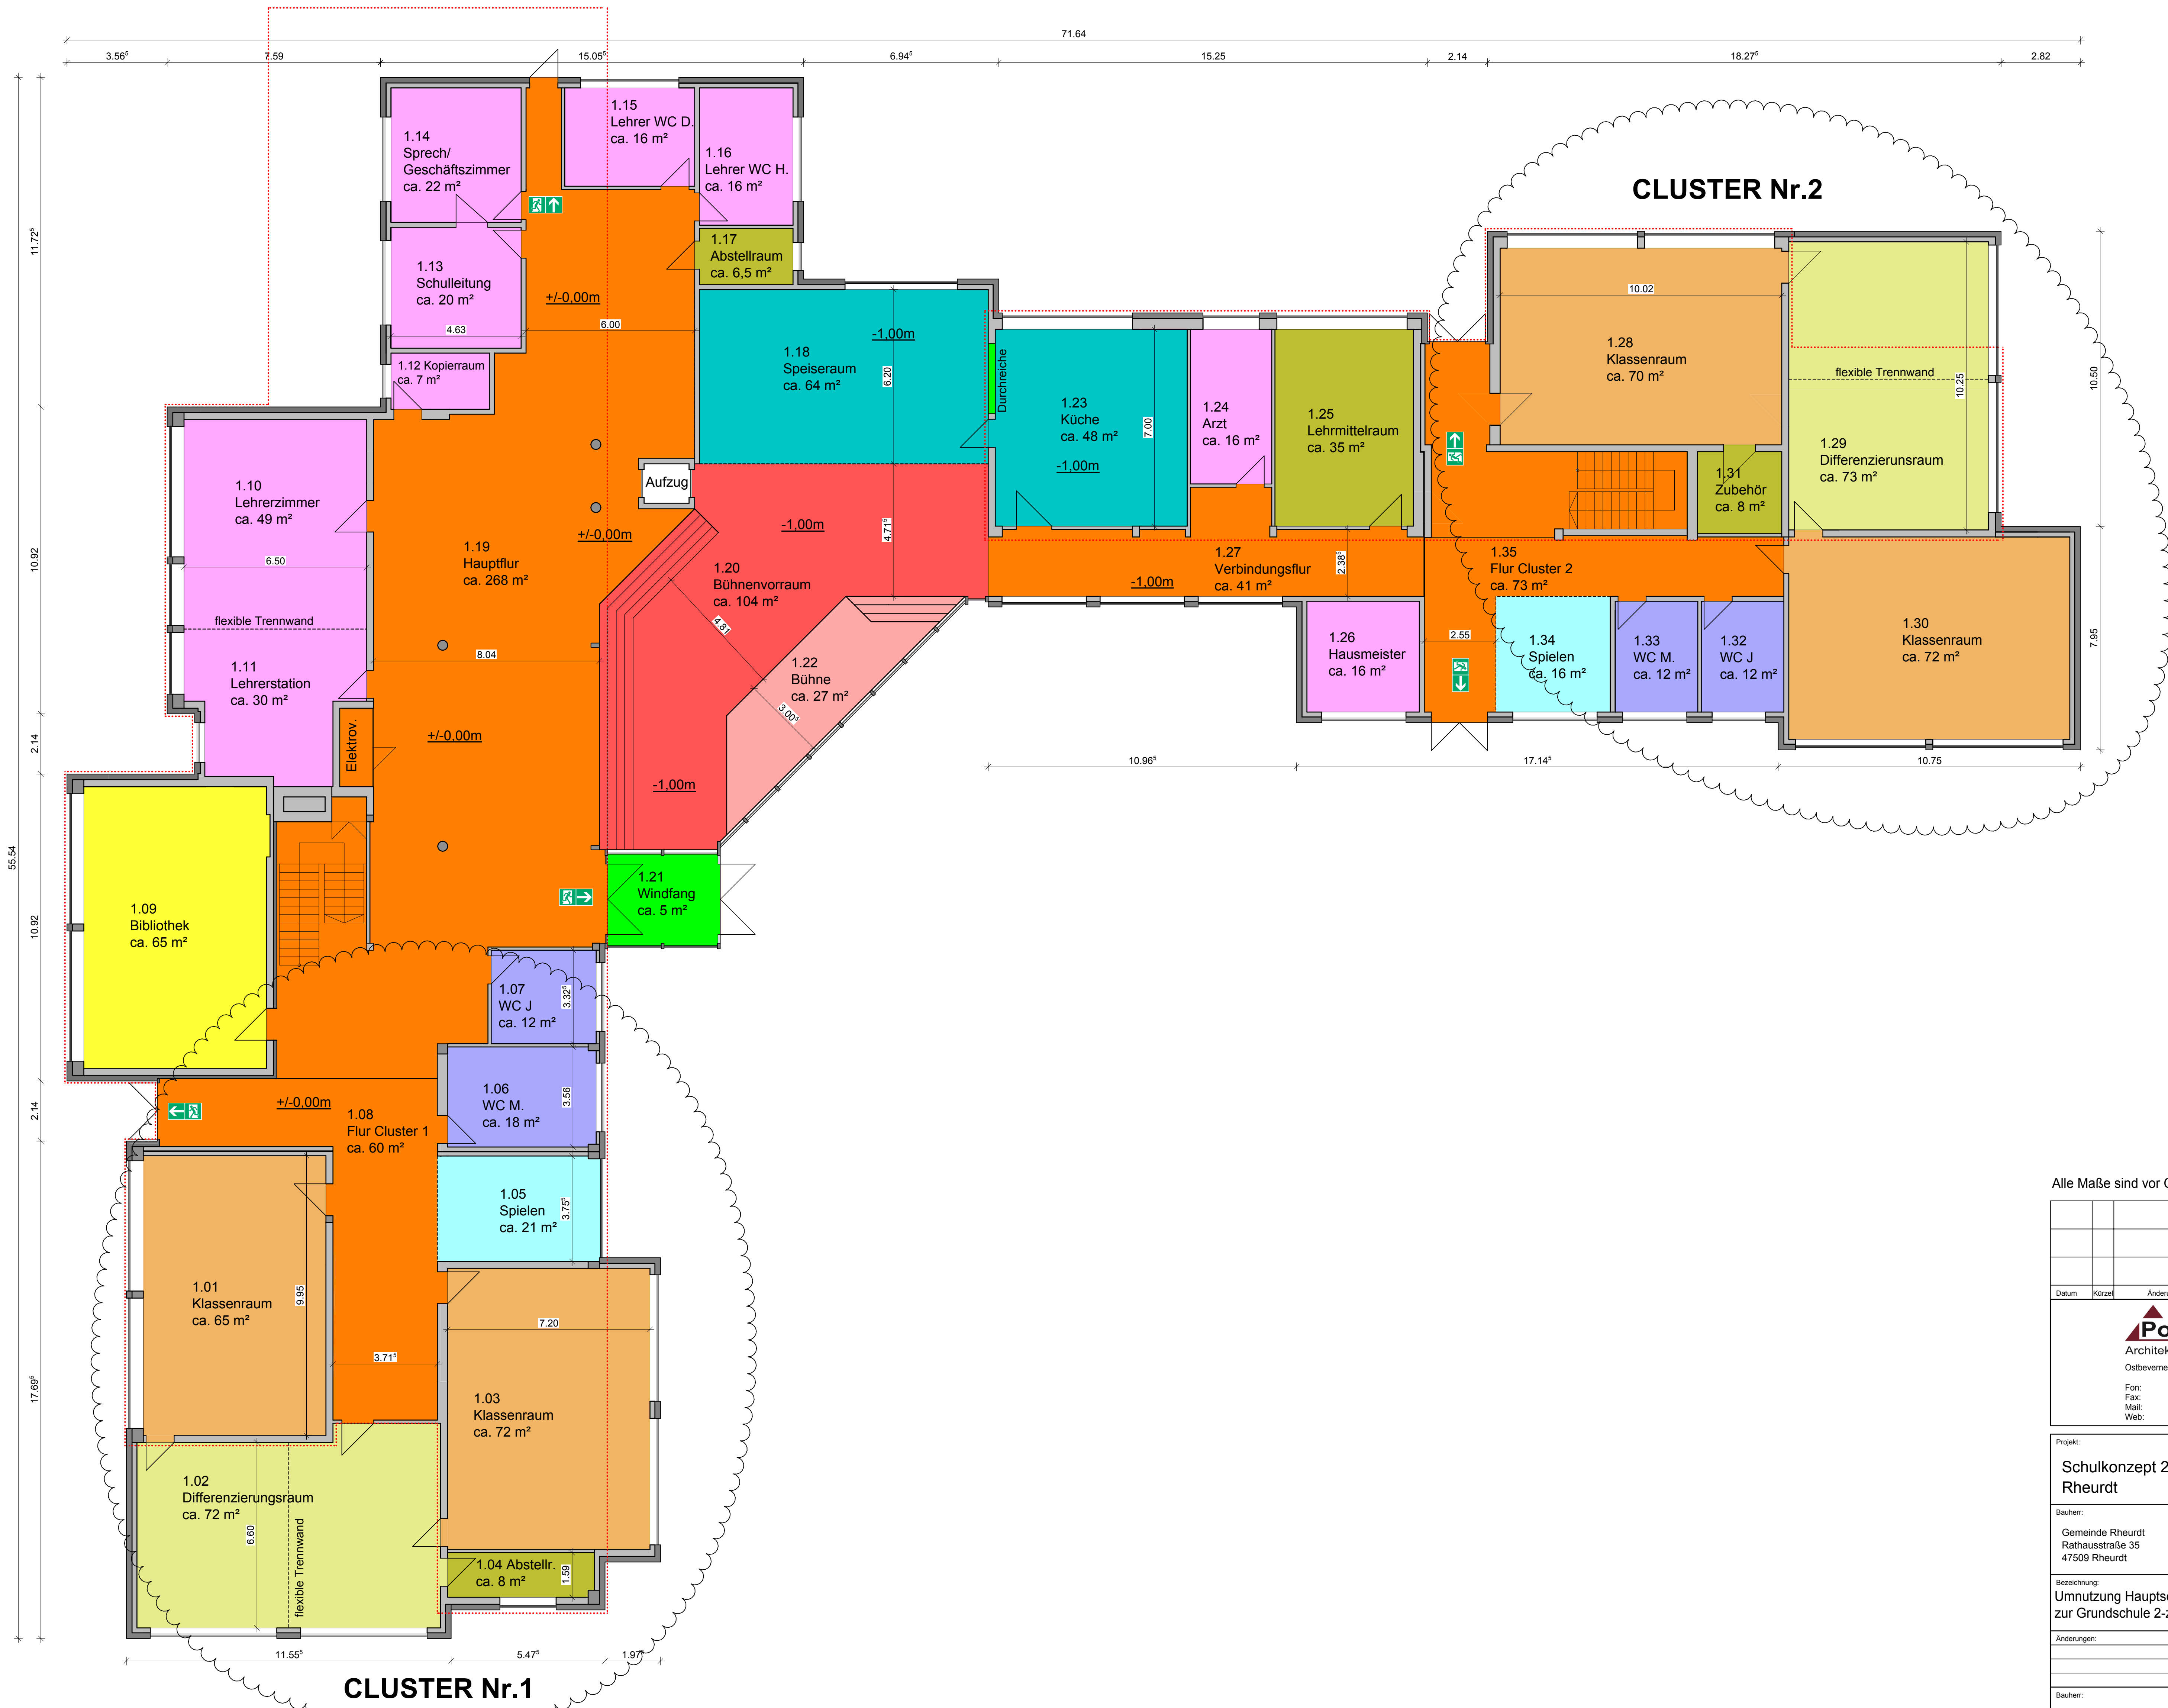 71.64
3.56⁵
7.59
15.05⁵
6.94⁵
15.25
2.14
18.27⁵
2.82
55.54
11.72⁵
10.92
2.14
10.92
2.14
17.69⁵
1.14
Sprech/
Geschäftszimmer
ca. 22 m²
1.15
Lehrer WC D.
ca. 16 m²
1.16
Lehrer WC H.
ca. 16 m²
1.17
Abstellraum
ca. 6,5 m²
1.13
Schulleitung
ca. 20 m²
4.63
+/-0,00m
6.00
1.12 Kopierraum
ca. 7 m²
1.18
Speiseraum
ca. 64 m²
-1,00m
6.20
Durchreiche
1.23
Küche
ca. 48 m²
-1,00m
7.00
1.24
Arzt
ca. 16 m²
1.25
Lehrmittelraum
ca. 35 m²
CLUSTER Nr.2
10.02
1.28
Klassenraum
ca. 70 m²
flexible Trennwand
10.25
10.50
1.29
Differenzierunsraum
ca. 73 m²
1.31
Zubehör
ca. 8 m²
1.10
Lehrerzimmer
ca. 49 m²
6.50
flexible Trennwand
1.11
Lehrerstation
ca. 30 m²
Elektrov.
Aufzug
1.19
Hauptflur
ca. 268 m²
+/-0,00m
8.04
+/-0,00m
-1,00m
4.71⁵
1.20
Bühnenvorraum
ca. 104 m²
4.81
1.22
Bühne
ca. 27 m²
3.00⁵
-1,00m
1.27
Verbindungsflur
ca. 41 m²
-1,00m
2.38⁵
1.35
Flur Cluster 2
ca. 73 m²
1.26
Hausmeister
ca. 16 m²
2.55
1.34
Spielen
ca. 16 m²
1.33
WC M.
ca. 12 m²
1.32
WC J
ca. 12 m²
1.30
Klassenraum
ca. 72 m²
7.95
10.96⁵
17.14⁵
10.75
1.21
Windfang
ca. 5 m²
1.09
Bibliothek
ca. 65 m²
1.07
WC J
ca. 12 m²
3.32⁵
1.06
WC M.
ca. 18 m²
3.56
+/-0,00m
1.08
Flur Cluster 1
ca. 60 m²
1.05
Spielen
ca. 21 m²
3.75⁵
1.01
Klassenraum
ca. 65 m²
9.95
3.71⁵
7.20
1.03
Klassenraum
ca. 72 m²
1.02
Differenzierungsraum
ca. 72 m²
6.60
flexible Trennwand
1.04 Abstellr.
ca. 8 m²
1.59
11.55⁵
5.47⁵
1.97⁵
CLUSTER Nr.1
Alle Maße sind vor
Datum
Kürzel
Änderu
Po
Architek
Ostbeverne
Fon:
Fax:
Mail:
Web:
Projekt:
Schulkonzept 2
Rheurdt
Bauherr:
Gemeinde Rheurdt
Rathausstraße 35
47509 Rheurdt
Bezeichnung:
Umnutzung Hauptsc
zur Grundschule 2-z
Änderungen:
Bauherr: